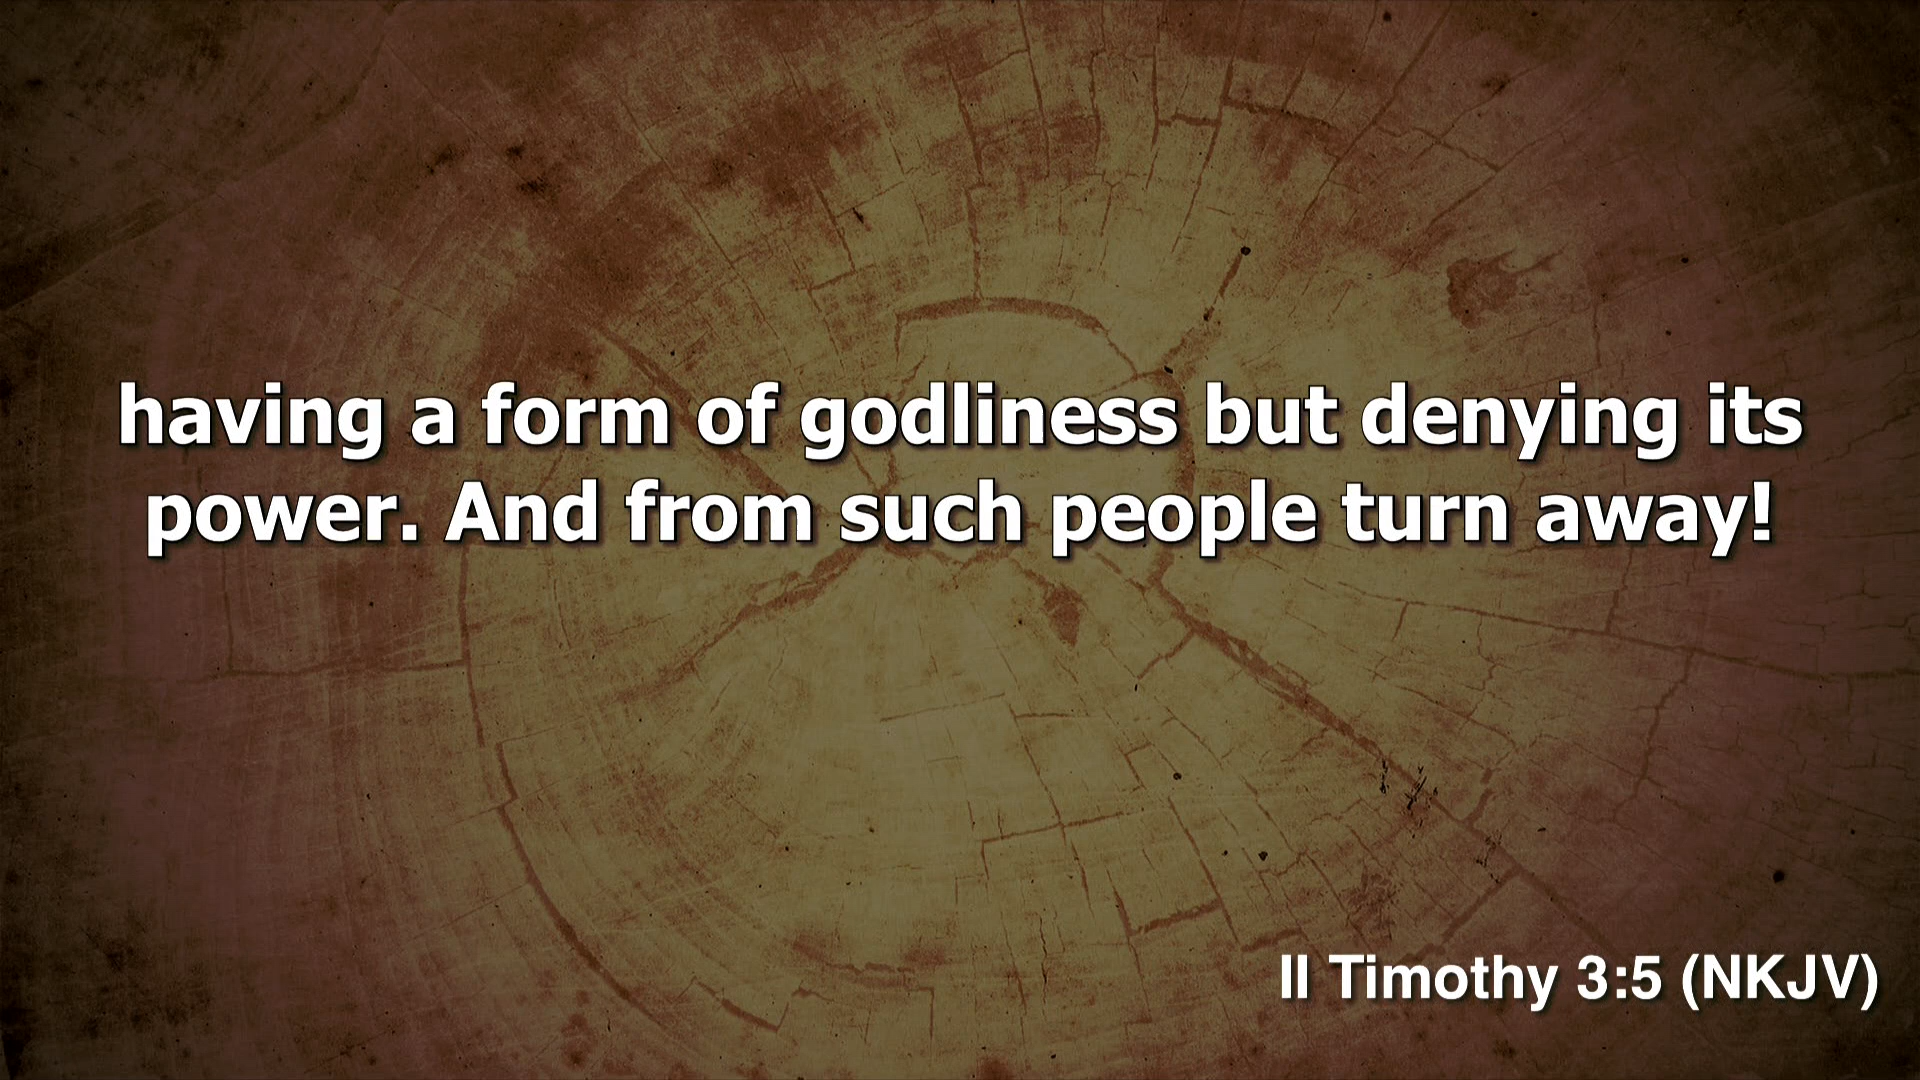 having a form of godliness but denying its
power. And from such people turn away!
II Timothy 3:5 (NKJV)